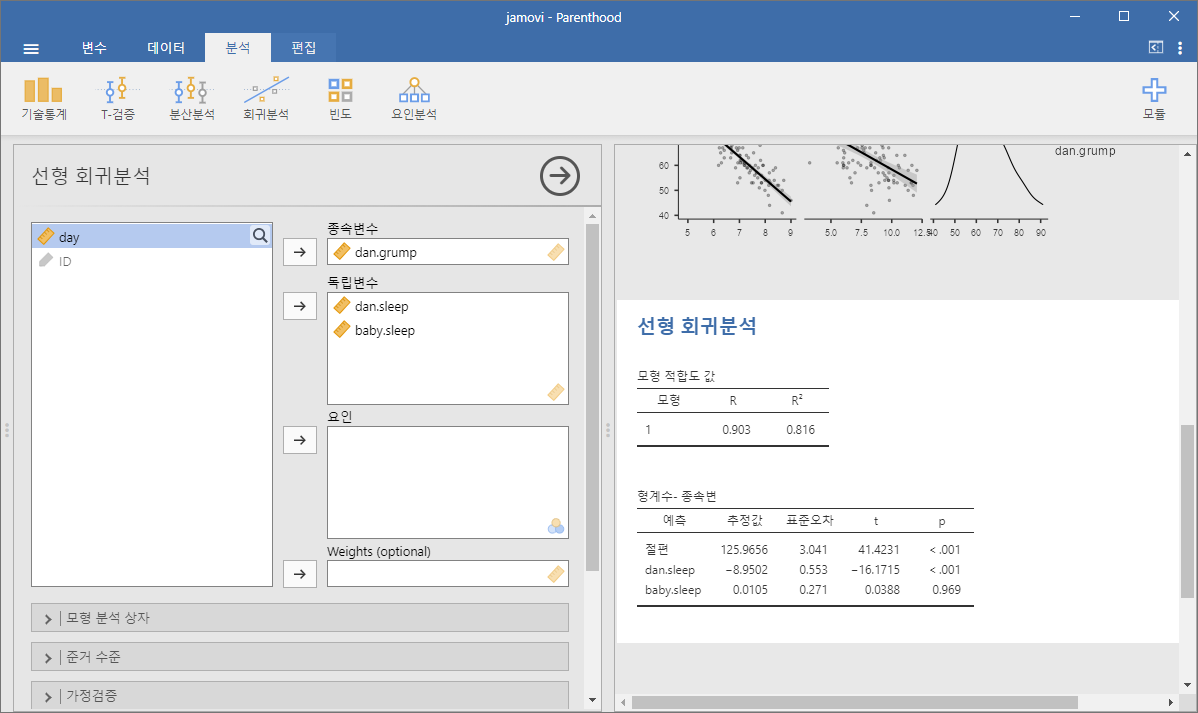 jamovi - Parenthood
변수 데이터 분석 편집
기술통계 T-검증 분산분석 회귀분석 빈도 요인분석 모듈
선형 회귀분석
day
ID
종속변수
dan.grump
독립변수
dan.sleep
baby.sleep
요인
Weights (optional)
모형 분석 상자
준거 수준
가정검증
dan.grump
60
50
40
5 6 7 8 9 5.0 7.5 10.0 12.5 40 50 60 70 80 90
선형 회귀분석
모형 적합도 값
모형 R R²
1 0.903 0.816
형계수- 종속변
예측 추정값 표준오차 t p
절편 125.9656 3.041 41.4231 < .001
dan.sleep −8.9502 0.553 −16.1715 < .001
baby.sleep 0.0105 0.271 0.0388 0.969